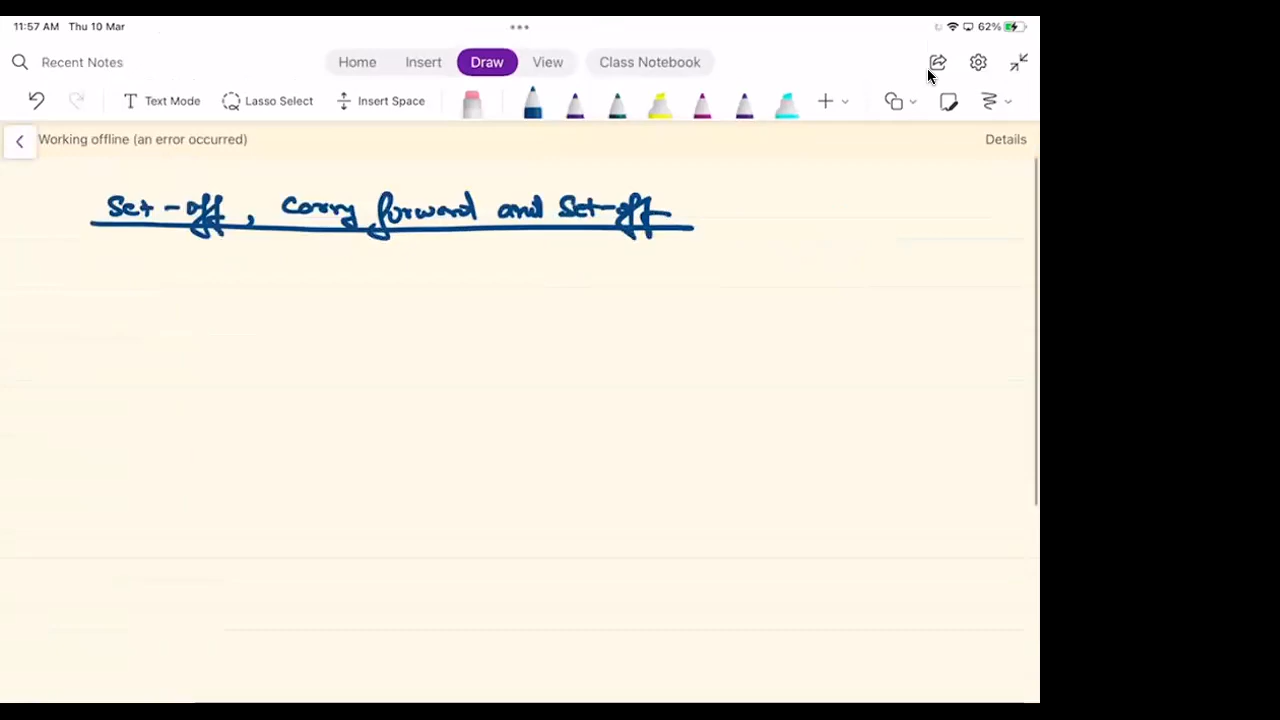 11:57 AM Thu 10 Mar 62%
Recent Notes Home Insert Draw View Class Notebook
Text Mode Lasso Select Insert Space
Working offline (an error occurred) Details
Set-off, Carry forward and Set-off